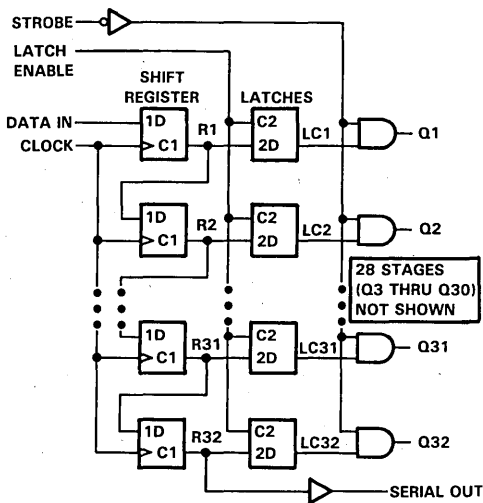 STROBE
LATCH
ENABLE
SHIFT
REGISTER
LATCHES
DATA IN
CLOCK
1D
C1
R1
C2
2D
LC1
Q1
1D
C1
R2
C2
2D
LC2
Q2
28 STAGES
(Q3 THRU Q30)
NOT SHOWN
1D
C1
R31
C2
2D
LC31
Q31
1D
C1
R32
C2
2D
LC32
Q32
SERIAL OUT